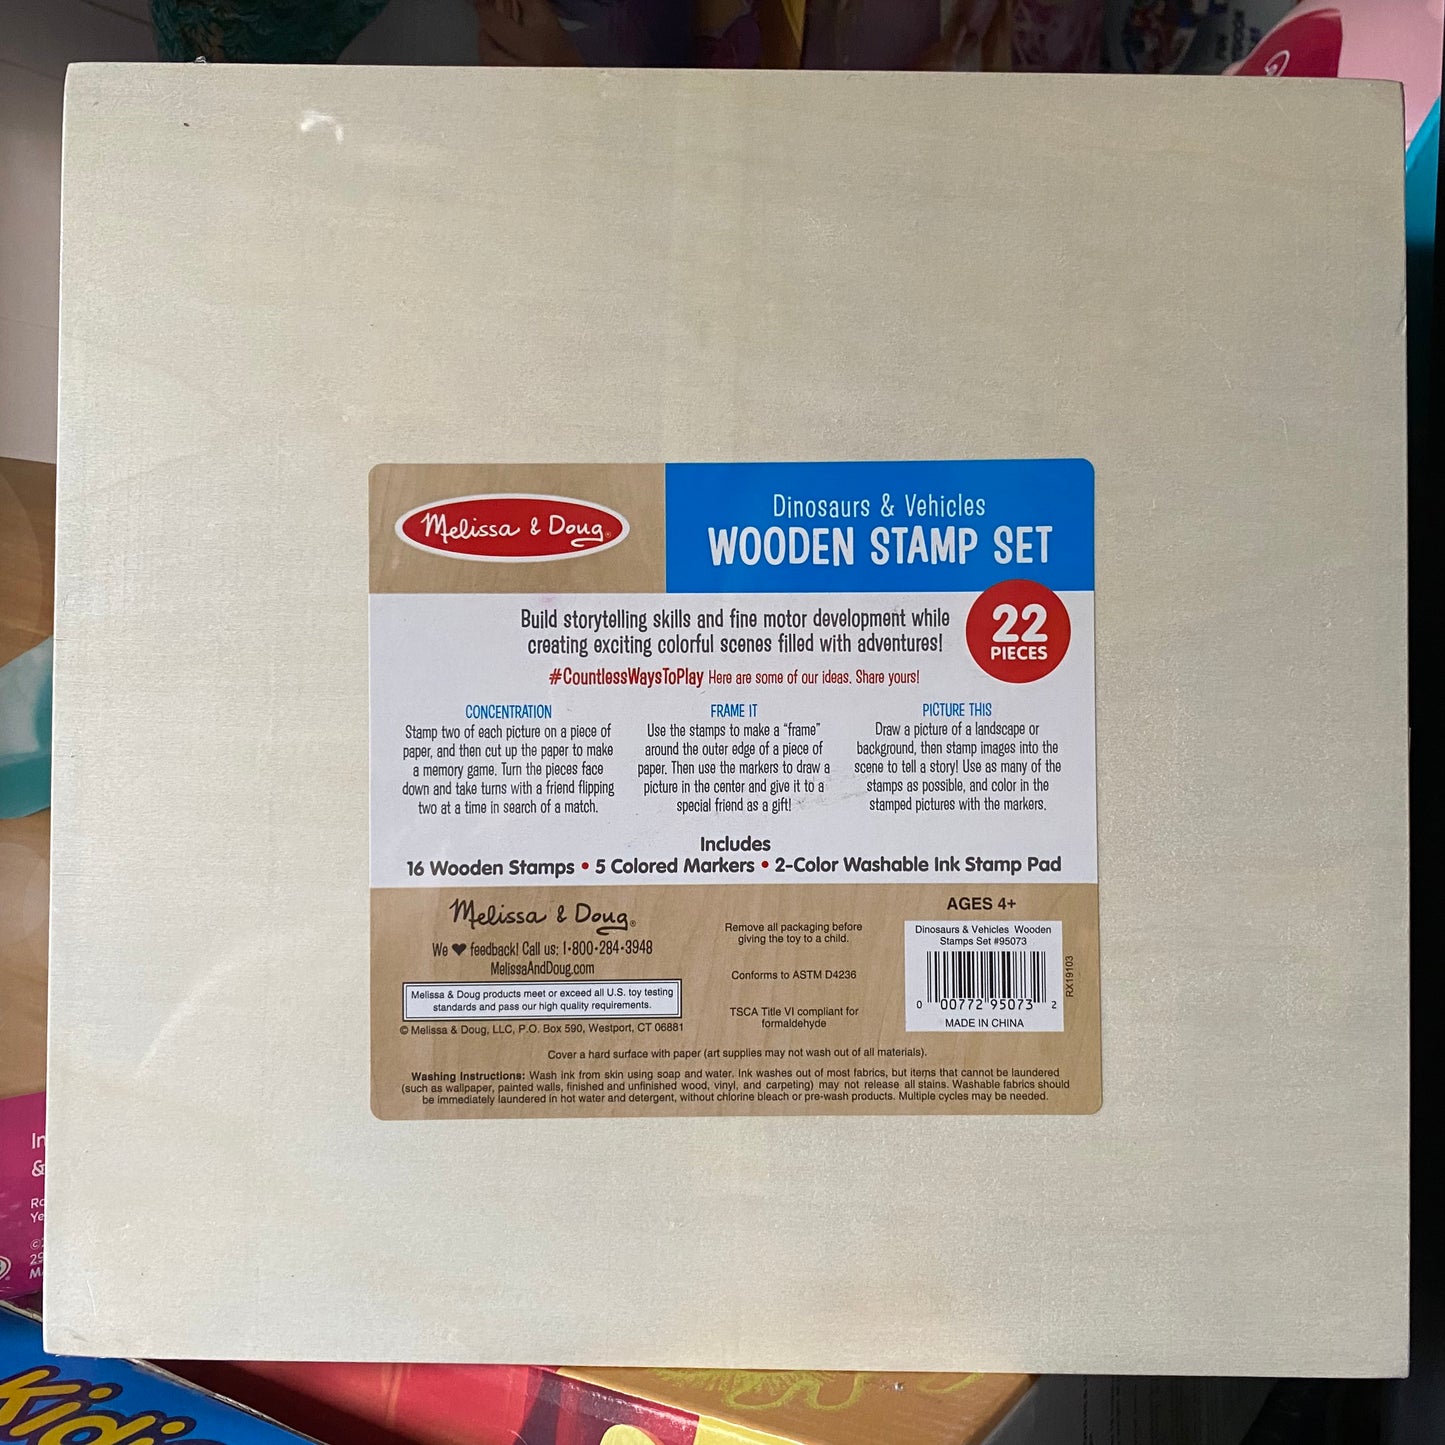 Melissa & Doug®
Dinosaurs & Vehicles
WOODEN STAMP SET
22
PIECES
Build storytelling skills and fine motor development while
creating exciting colorful scenes filled with adventures!
#CountlessWaysToPlay Here are some of our ideas. Share yours!
CONCENTRATION
Stamp two of each picture on a piece of
paper, and then cut up the paper to make
a memory game. Turn the pieces face
down and take turns with a friend flipping
two at a time in search of a match.
FRAME IT
Use the stamps to make a "frame"
around the outer edge of a piece of
paper. Then use the markers to draw a
picture in the center and give it to a
special friend as a gift!
PICTURE THIS
Draw a picture of a landscape or
background, then stamp images into the
scene to tell a story! Use as many of the
stamps as possible, and color in the
stamped pictures with the markers.
Includes
16 Wooden Stamps • 5 Colored Markers • 2-Color Washable Ink Stamp Pad
Melissa & Doug®
We ♥ feedback! Call us: 1•800•284•3948
MelissaAndDoug.com
Melissa & Doug products meet or exceed all U.S. toy testing
standards and pass our high quality requirements.
© Melissa & Doug, LLC, P.O. Box 590, Westport, CT 06881
Remove all packaging before
giving the toy to a child.
Conforms to ASTM D4236
TSCA Title VI compliant for
formaldehyde
AGES 4+
Dinosaurs & Vehicles Wooden
Stamps Set #95073
0 00772 95073 2
MADE IN CHINA
RX19103
Cover a hard surface with paper (art supplies may not wash out of all materials).
Washing Instructions: Wash ink from skin using soap and water. Ink washes out of most fabrics, but items that cannot be laundered
(such as wallpaper, painted walls, finished and unfinished wood, vinyl, and carpeting) may not release all stains. Washable fabrics should
be immediately laundered in hot water and detergent, without chlorine bleach or pre-wash products. Multiple cycles may be needed.